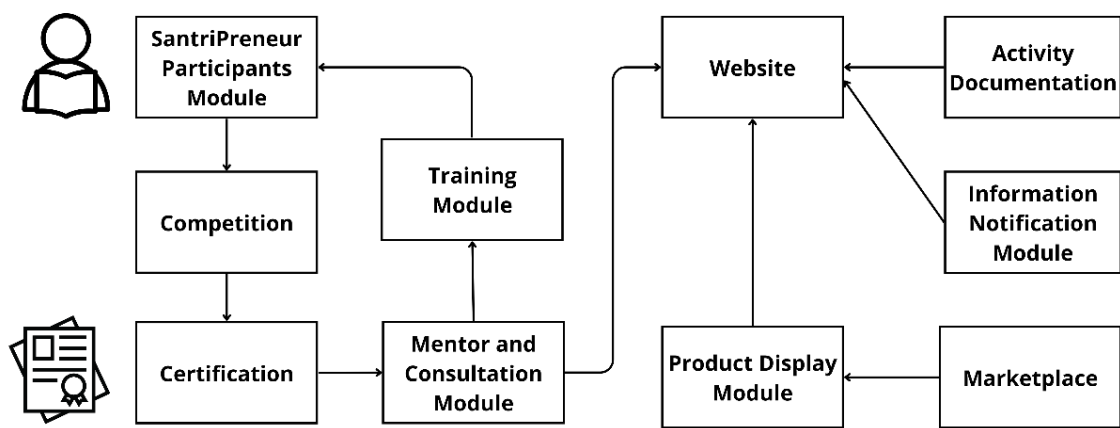 SantriPreneur
Participants
Module
Website
Activity
Documentation
Training
Module
Competition
Information
Notification
Module
Certification
Mentor and
Consultation
Module
Product Display
Module
Marketplace